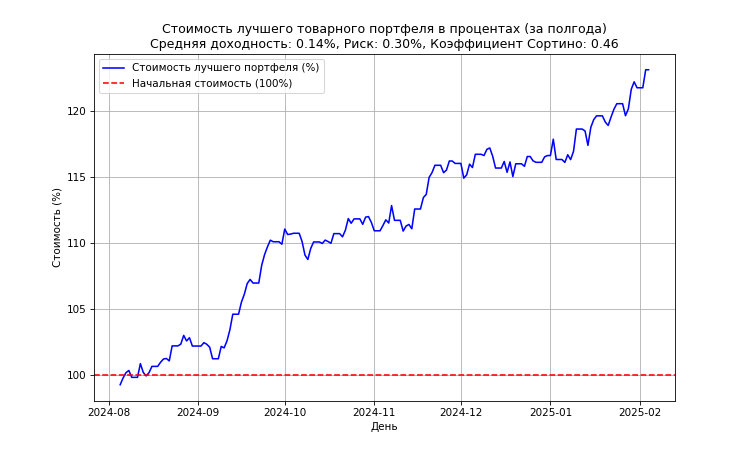 Стоимость лучшего товарного портфеля в процентах (за полгода)
Средняя доходность: 0.14%, Риск: 0.30%, Коэффициент Сортино: 0.46
Стоимость лучшего портфеля (%)
Начальная стоимость (100%)
Стоимость (%)
120
115
110
105
100
2024-08
2024-09
2024-10
2024-11
2024-12
2025-01
2025-02
День